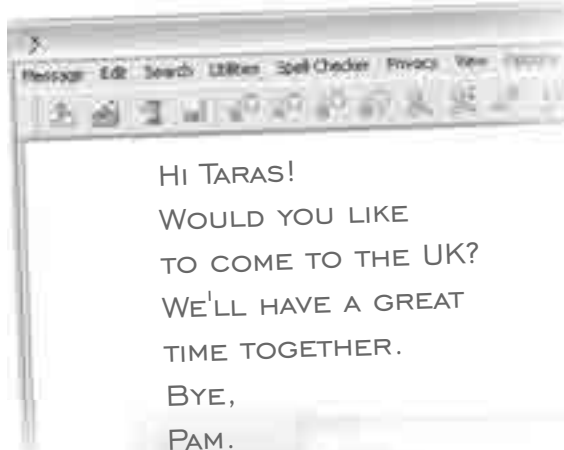 Message Edit Search Utilities Spell Checker Privacy View
Hi Taras!
Would you like
to come to the UK?
We'll have a great
time together.
Bye,
Pam.